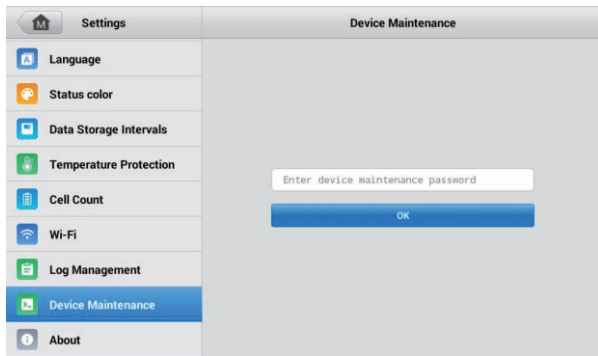 M
Settings
Device Maintenance
A
Language
Status color
Data Storage Intervals
Temperature Protection
Cell Count
Wi-Fi
Log Management
Device Maintenance
About
Enter device maintenance password
OK